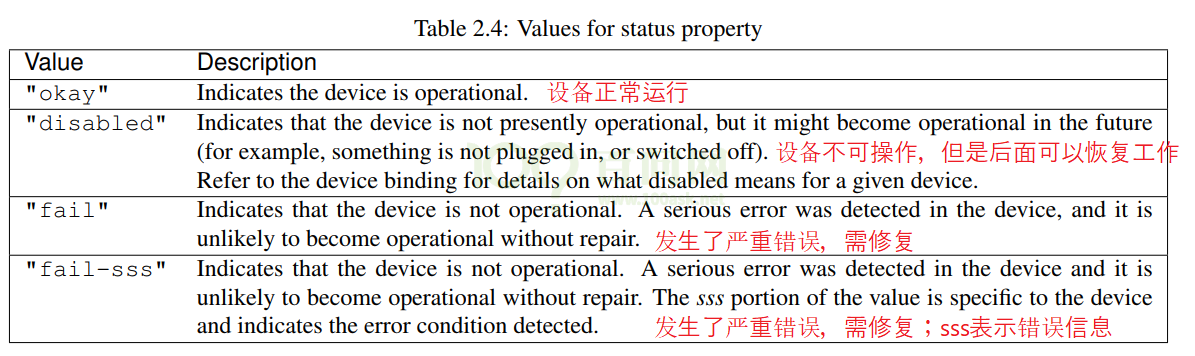 Table 2.4: Values for status property
Value Description
"okay" Indicates the device is operational. 设备正常运行
"disabled" Indicates that the device is not presently operational, but it might become operational in the future
(for example, something is not plugged in, or switched off). 设备不可操作，但是后面可以恢复工作
Refer to the device binding for details on what disabled means for a given device.
"fail" Indicates that the device is not operational. A serious error was detected in the device, and it is
unlikely to become operational without repair. 发生了严重错误，需修复
"fail-sss" Indicates that the device is not operational. A serious error was detected in the device and it is
unlikely to become operational without repair. The sss portion of the value is specific to the device
and indicates the error condition detected. 发生了严重错误，需修复；sss表示错误信息